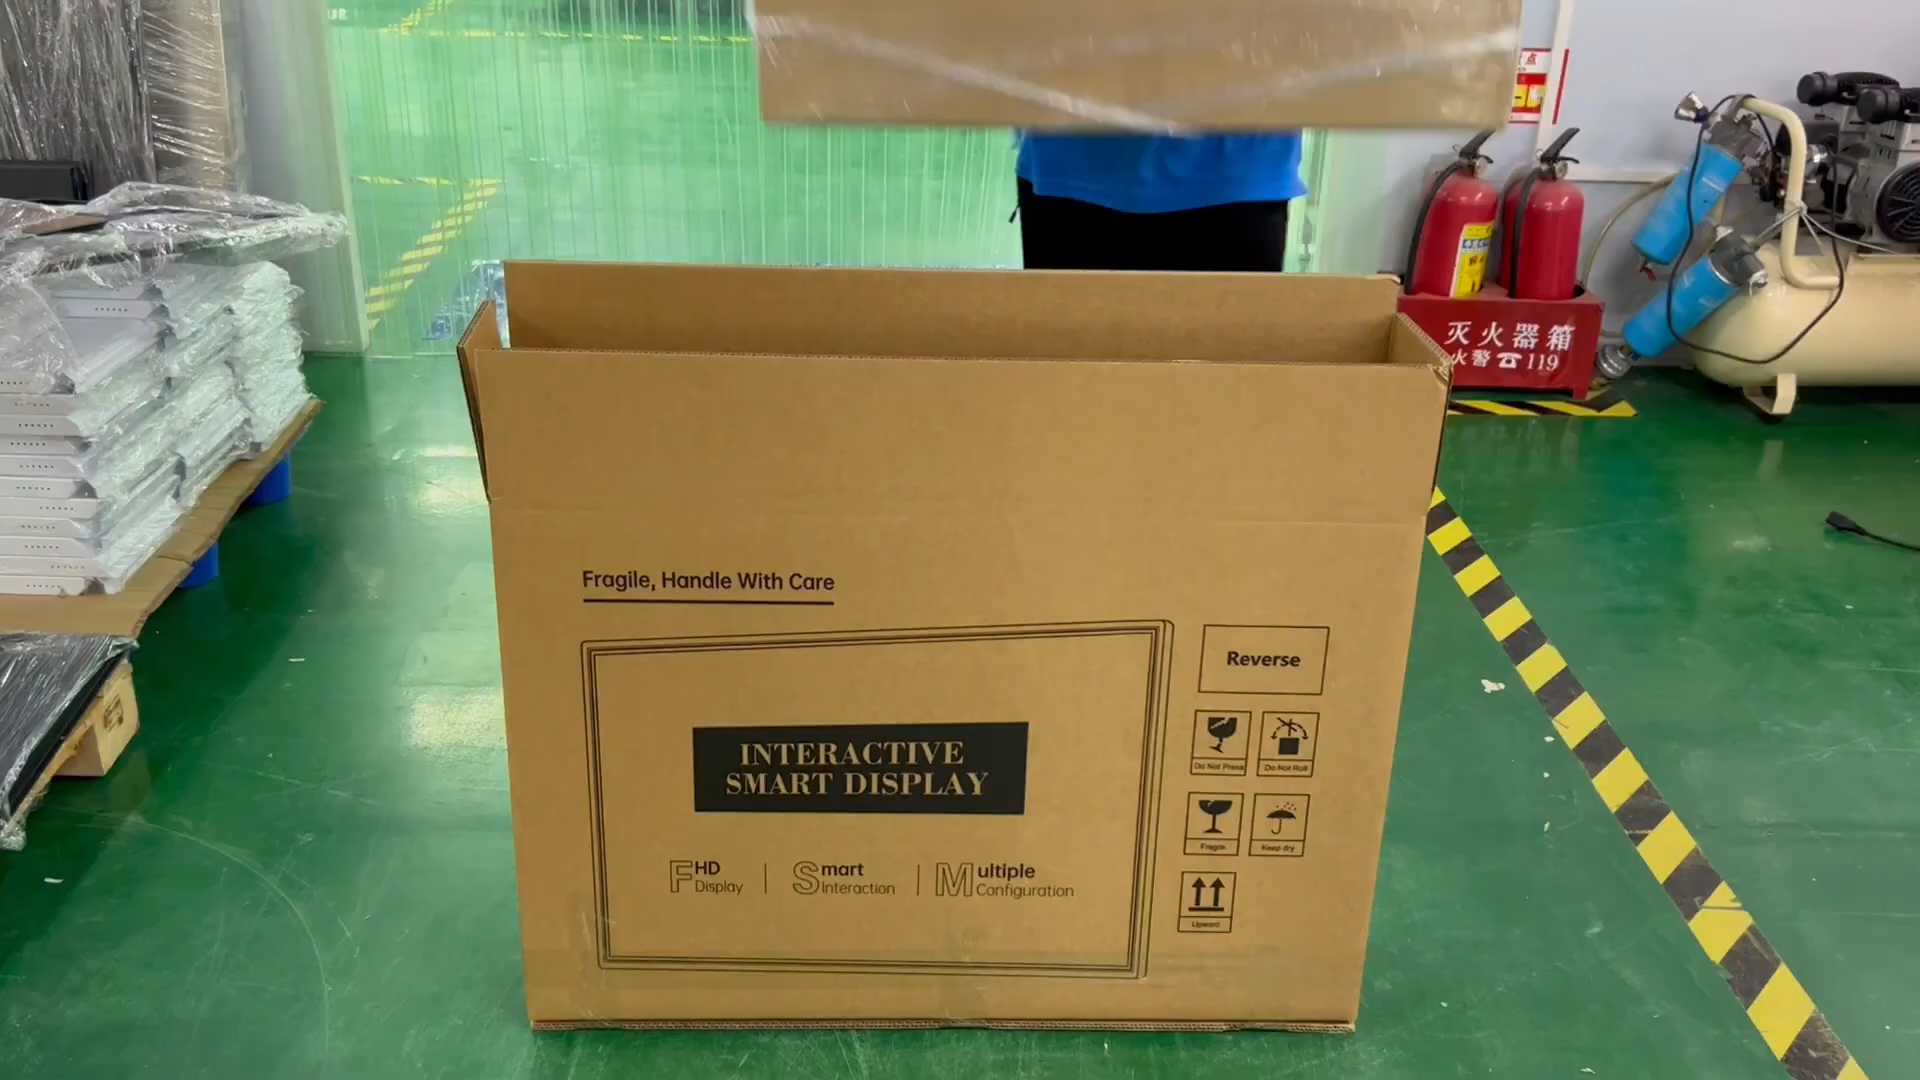 点
灭火器箱
火警☎119
Fragile, Handle With Care
Reverse
INTERACTIVE
SMART DISPLAY
Do Not Press
Do Not Roll
Fragile
Keep dry
FHD
Display
Smart
Interaction
Multiple
Configuration
Upward